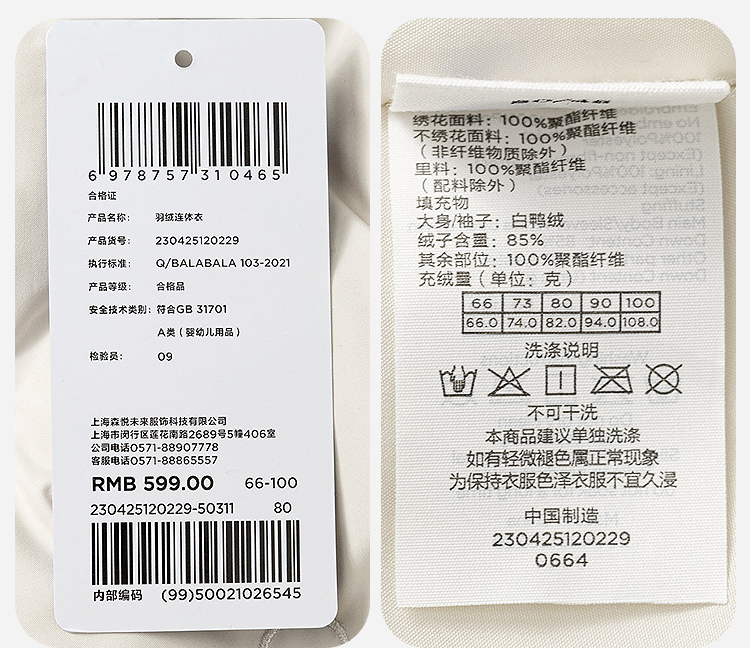 6 978757 310465
合格证
产品名称： 羽绒连体衣
产品货号： 230425120229
执行标准： Q/BALABALA 103-2021
产品等级： 合格品
安全技术类别： 符合GB 31701
A类（婴幼儿用品）
检验员： 09
上海森悦未来服饰科技有限公司
上海市闵行区莲花南路2689号5幢406室
公司电话0571-88907778
客服电话0571-88865557
RMB 599.00 66-100
230425120229-50311 80
内部编码 (99)50021026545
绣花面料：100%聚酯纤维
不绣花面料：100%聚酯纤维
（非纤维物质除外）
里料：100%聚酯纤维
（配料除外）
填充物
大身/袖子：白鸭绒
绒子含量：85%
其余部位：100%聚酯纤维
充绒量（单位：克）
66 73 80 90 100
66.0 74.0 82.0 94.0 108.0
洗涤说明
不可干洗
本商品建议单独洗涤
如有轻微褪色属正常现象
为保持衣服色泽衣服不宜久浸
中国制造
230425120229
0664